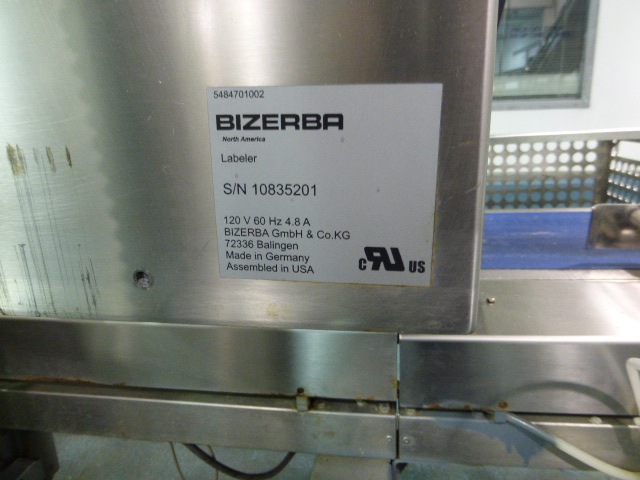 5484701002
BIZERBA
North America
Labeler
S/N 10835201
120 V 60 Hz 4.8 A
BIZERBA GmbH & Co.KG
72336 Balingen
Made in Germany
Assembled in USA
c RU US